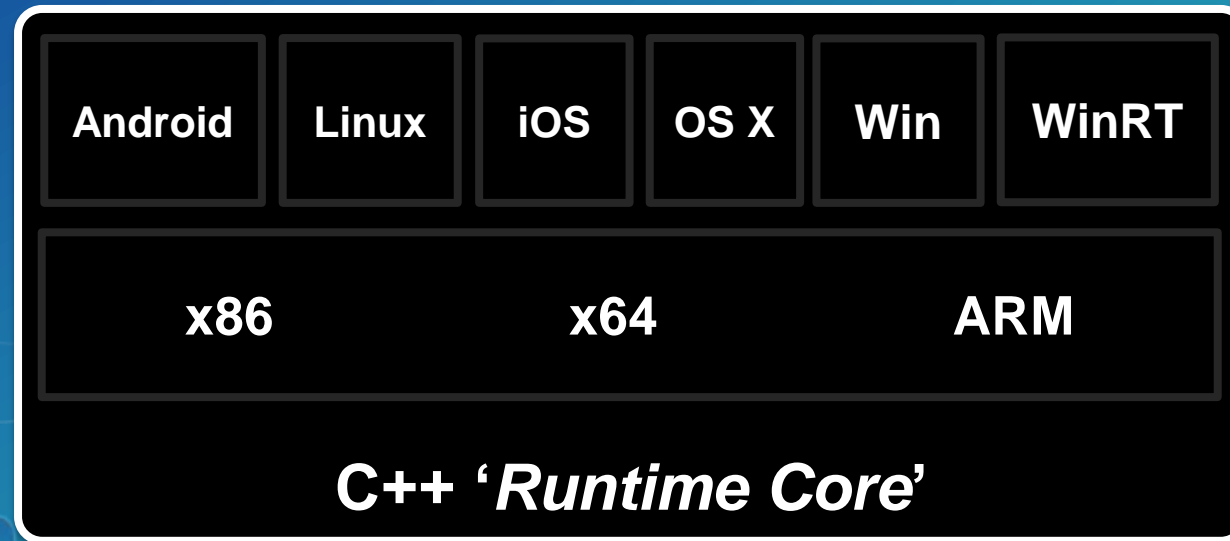 Android Linux iOS OS X Win WinRT
x86 x64 ARM
C++ ‘Runtime Core’